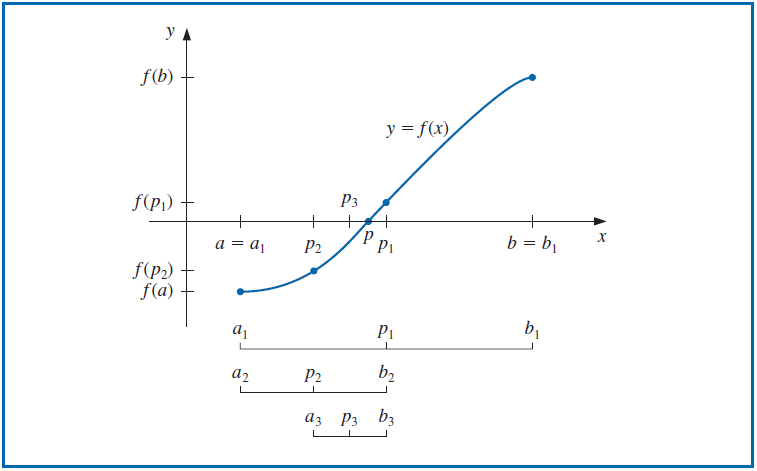 y
f(b)
y = f(x)
f(p₁)
p₃
a = a₁ p₂ p p₁ b = b₁ x
f(p₂)
f(a)
a₁ p₁ b₁
a₂ p₂ b₂
a₃ p₃ b₃